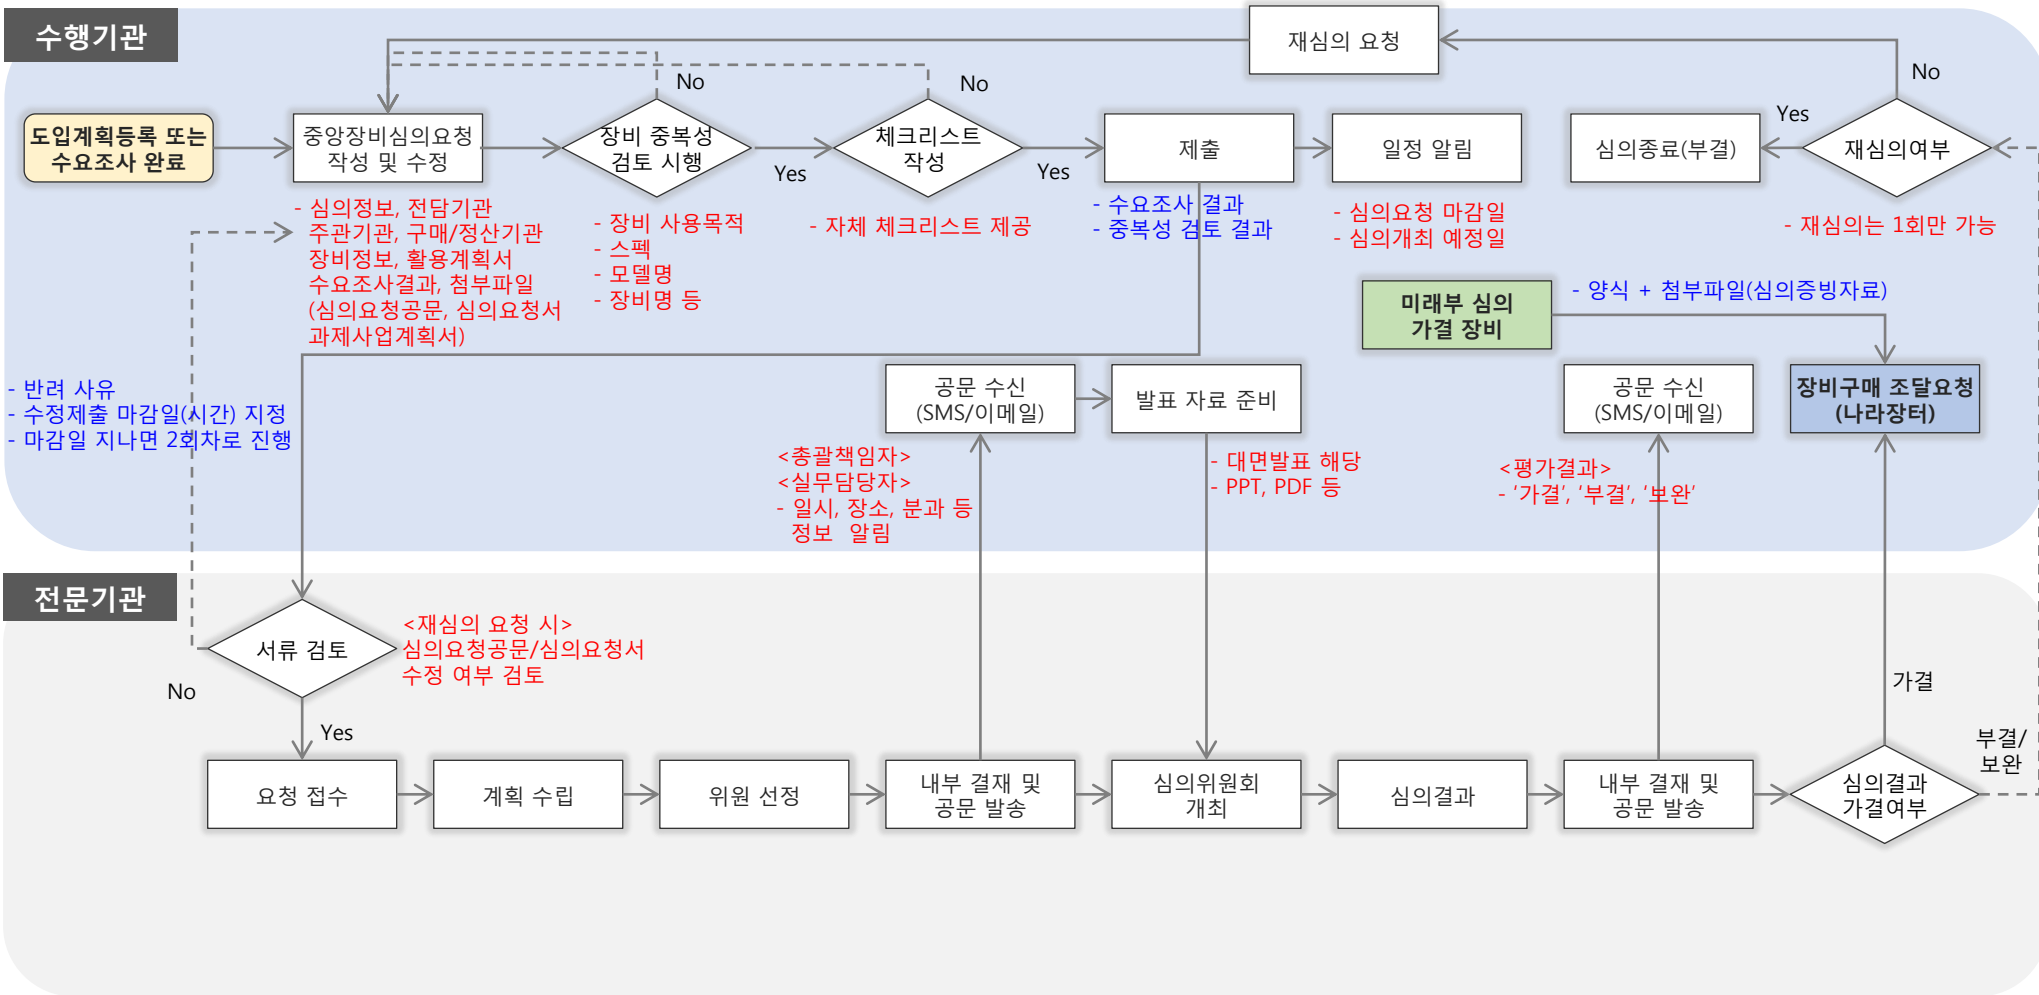 수행기관
재심의 요청
No
No
No
도입계획등록 또는
수요조사 완료
중앙장비심의요청
작성 및 수정
장비 중복성
검토 시행
Yes
체크리스트
작성
Yes
제출
일정 알림
심의종료(부결)
Yes
재심의여부
- 심의정보, 전담기관
주관기관, 구매/정산기관
장비정보, 활용계획서
수요조사결과, 첨부파일
(심의요청공문, 심의요청서
과제사업계획서)
- 장비 사용목적
- 스펙
- 모델명
- 장비명 등
- 자체 체크리스트 제공
- 수요조사 결과
- 중복성 검토 결과
- 심의요청 마감일
- 심의개최 예정일
- 재심의는 1회만 가능
미래부 심의
가결 장비
- 양식 + 첨부파일(심의증빙자료)
- 반려 사유
- 수정제출 마감일(시간) 지정
- 마감일 지나면 2회차로 진행
공문 수신
(SMS/이메일)
발표 자료 준비
공문 수신
(SMS/이메일)
장비구매 조달요청
(나라장터)
<총괄책임자>
<실무담당자>
- 일시, 장소, 분과 등
정보 알림
- 대면발표 해당
- PPT, PDF 등
<평가결과>
- ‘가결’, ‘부결’, ‘보완’
전문기관
서류 검토
<재심의 요청 시>
심의요청공문/심의요청서
수정 여부 검토
No
Yes
가결
부결/
보완
요청 접수
계획 수립
위원 선정
내부 결재 및
공문 발송
심의위원회
개최
심의결과
내부 결재 및
공문 발송
심의결과
가결여부